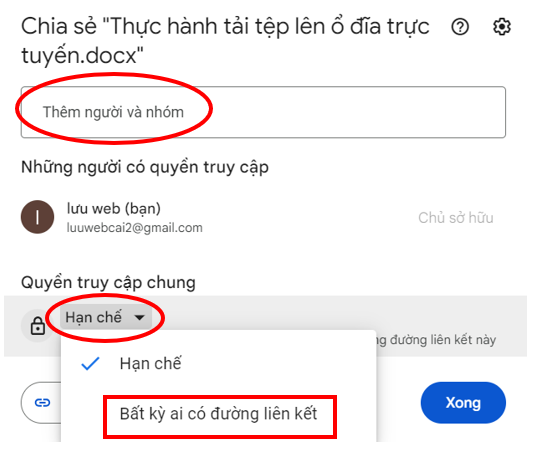 Chia sẻ "Thực hành tải tệp lên ổ đĩa trực
tuyến.docx"
Thêm người và nhóm
Những người có quyền truy cập
I
lưu web (bạn)
luuwebcai2@gmail.com
Chủ sở hữu
Quyền truy cập chung
Hạn chế
đường liên kết này
Hạn chế
Bất kỳ ai có đường liên kết
Xong